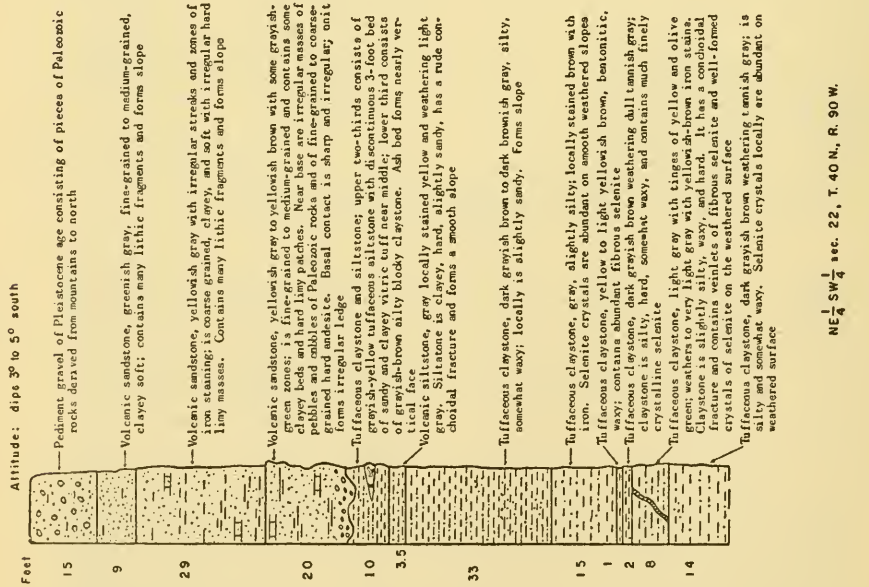 Attitude: dips 3° to 5° south
Feet
15
Pediment gravel of Pleistocene age consisting of pieces of Paleozoic
rocks derived from mountains to north
9
Volcanic sandstone, greenish gray, fine-grained to medium-grained,
clayey soft; contains many lithic fragments and forms slope
29
Volcanic sandstone, yellowish gray with irregular streaks and zones of
iron staining; is coarse grained, clayey, and soft with irregular hard
limy masses. Contains many lithic fragments and forms slope
20
Volcanic sandstone, yellowish gray to yellowish brown with some grayish-
green zones; is fine-grained to medium-grained and contains some
clayey beds and hard limy patches. Near base are irregular masses of
pebbles and cobbles of Paleozoic rocks and of fine-grained to coarse-
grained hard andesite. Basal contact is sharp and irregular; unit
forms irregular ledge
10
Tuffaceous claystone and siltstone; upper two-thirds consists of
grayish-yellow tuffaceous siltstone with discontinuous 3-foot bed
of sandy and clayey vitric tuff near middle; lower third consists
of grayish-brown silty blocky claystone. Ash bed forms nearly ver-
tical face
3.5
Volcanic siltstone, gray locally stained yellow and weathering light
gray. Siltstone is clayey, hard, slightly sandy, has a rude con-
choidal fracture and forms a smooth slope
33
Tuffaceous claystone, dark grayish brown to dark brownish gray, silty,
somewhat waxy; locally is slightly sandy. Forms slope
15
Tuffaceous claystone, gray, slightly silty; locally stained brown with
iron. Selenite crystals are abundant on smooth weathered slopes
1
Tuffaceous claystone, yellow to light yellowish brown, bentonitic,
waxy; contains abundant fibrous selenite
2
Tuffaceous claystone, dark grayish brown weathering dull tannish gray;
claystone is silty, hard, somewhat waxy, and contains much finely
crystalline selenite
8
Tuffaceous claystone, light gray with tinges of yellow and olive
green; weathers to very light gray with yellowish-brown iron stains.
Claystone is slightly silty, waxy, and hard. It has a conchoidal
fracture and contains veinlets of fibrous selenite and well-formed
crystals of selenite on the weathered surface
14
Tuffaceous claystone, dark grayish brown weathering tannish gray; is
silty and somewhat waxy. Selenite crystals locally are abundant on
weathered surface
NE¼ SW¼ sec. 22, T. 40 N., R. 90 W.